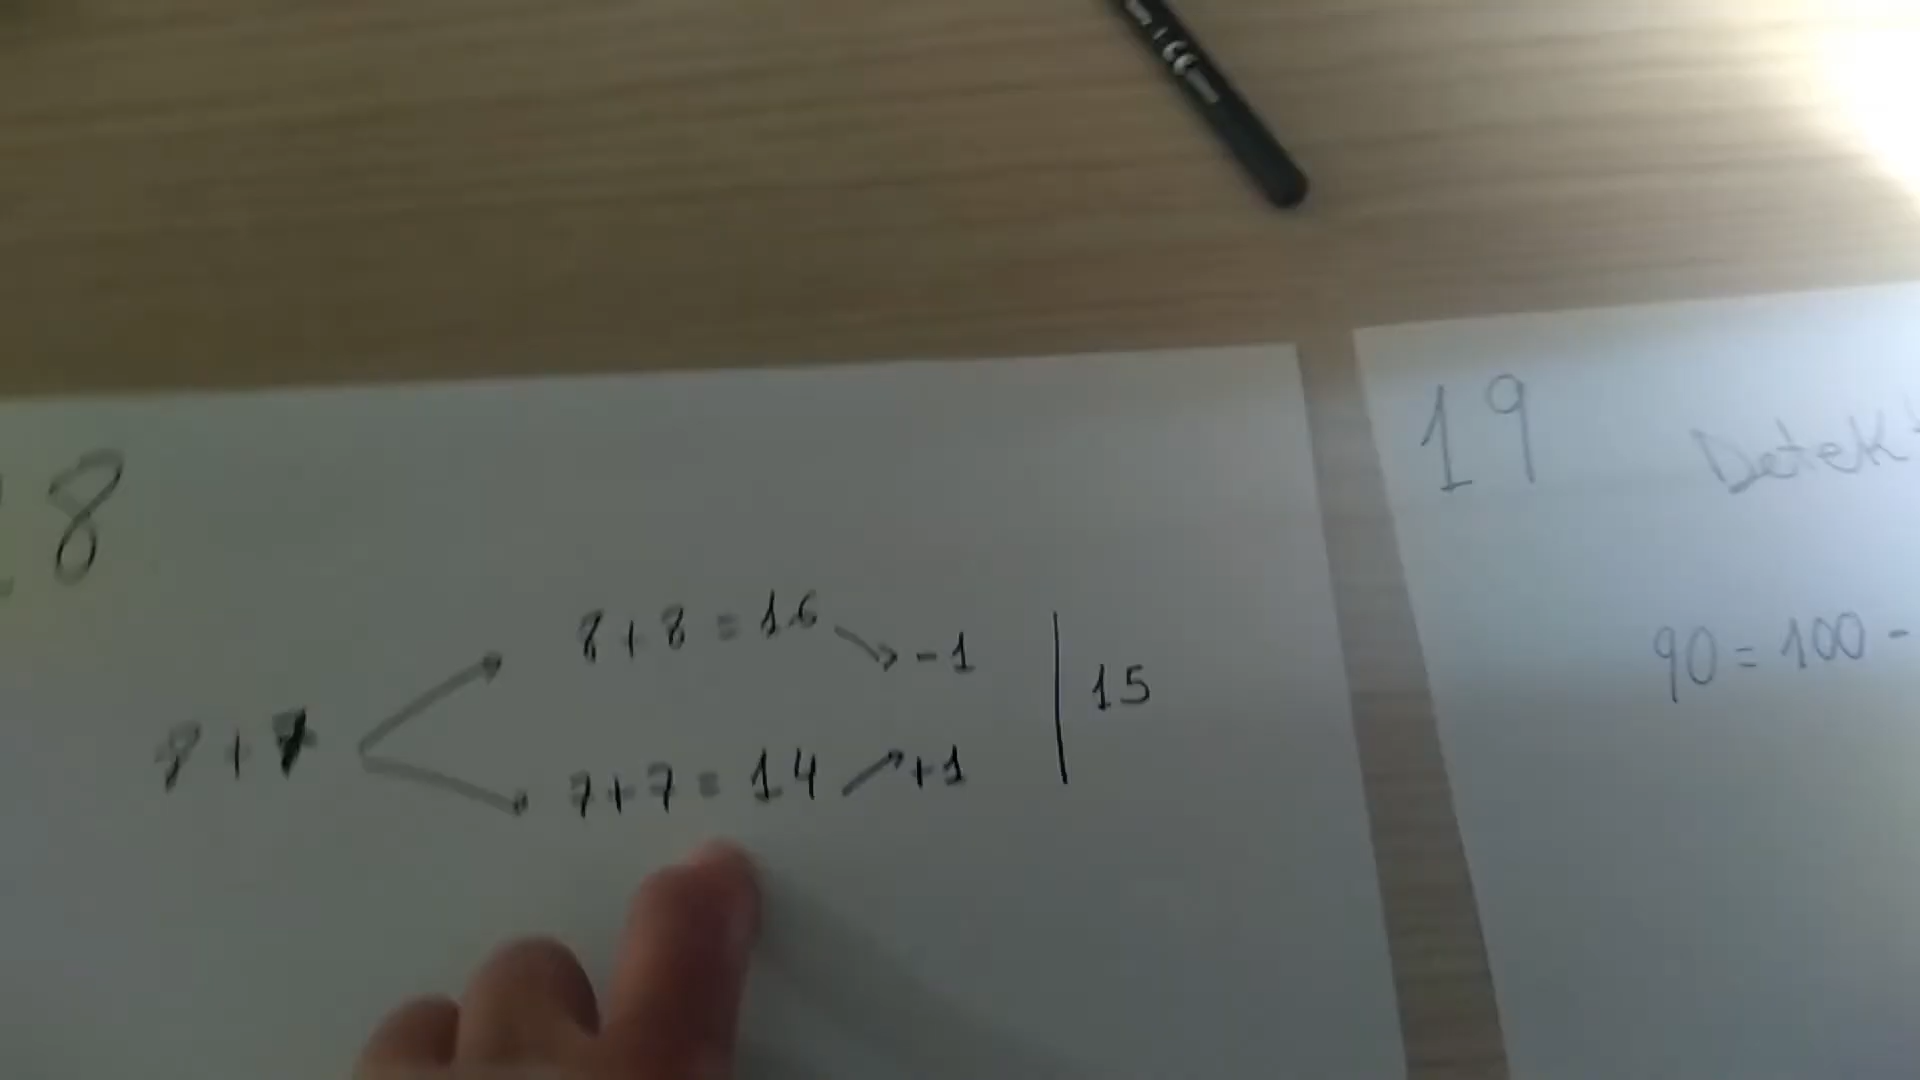 8
8 + 7
8 + 8 = 16 → -1
7 + 7 = 14 → +1
15
19
90 = 100 -